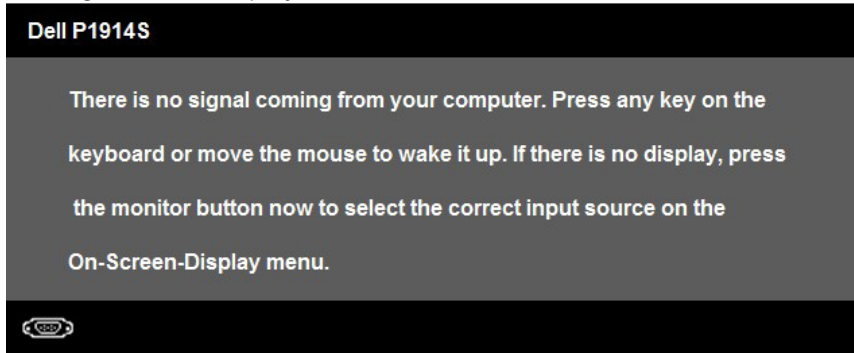 Dell P1914S
There is no signal coming from your computer. Press any key on the
keyboard or move the mouse to wake it up. If there is no display, press
the monitor button now to select the correct input source on the
On-Screen-Display menu.